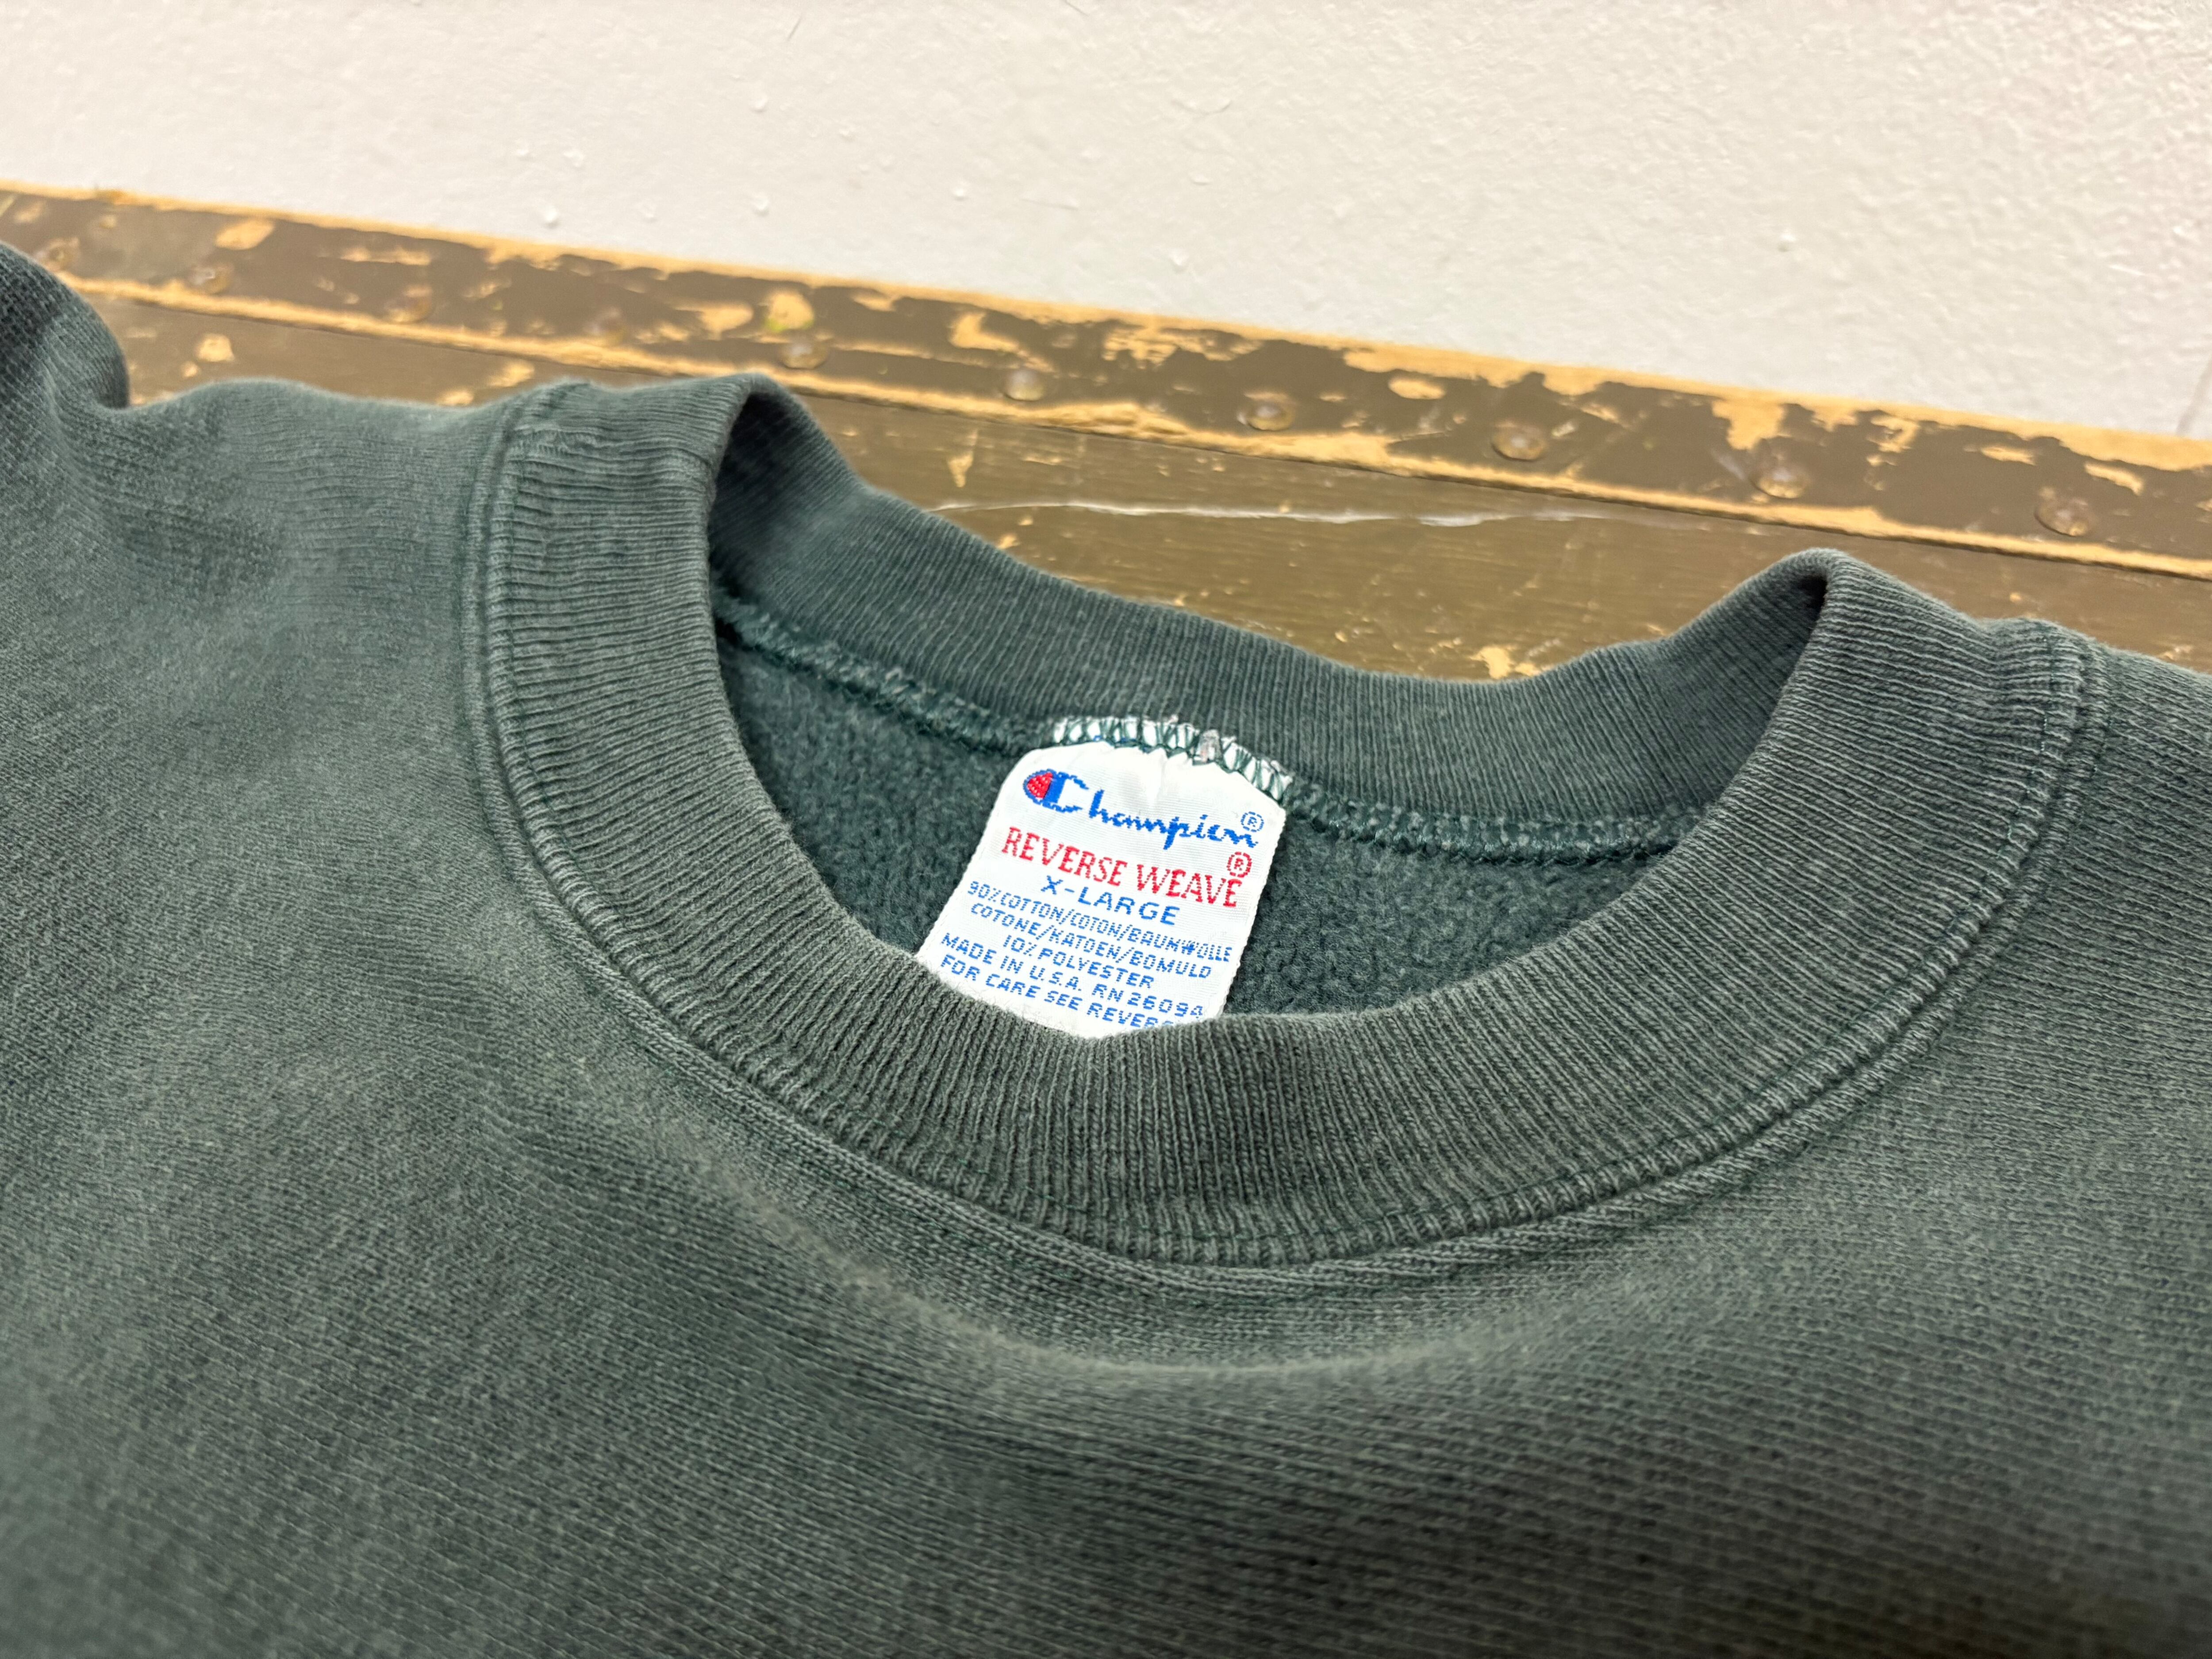 Champion®
REVERSE WEAVE®
X-LARGE
90% COTTON/COTON/BAUMWOLLE
COTONE/KATOEN/BOMULD
10% POLYESTER
MADE IN U.S.A. RN 26094
FOR CARE SEE